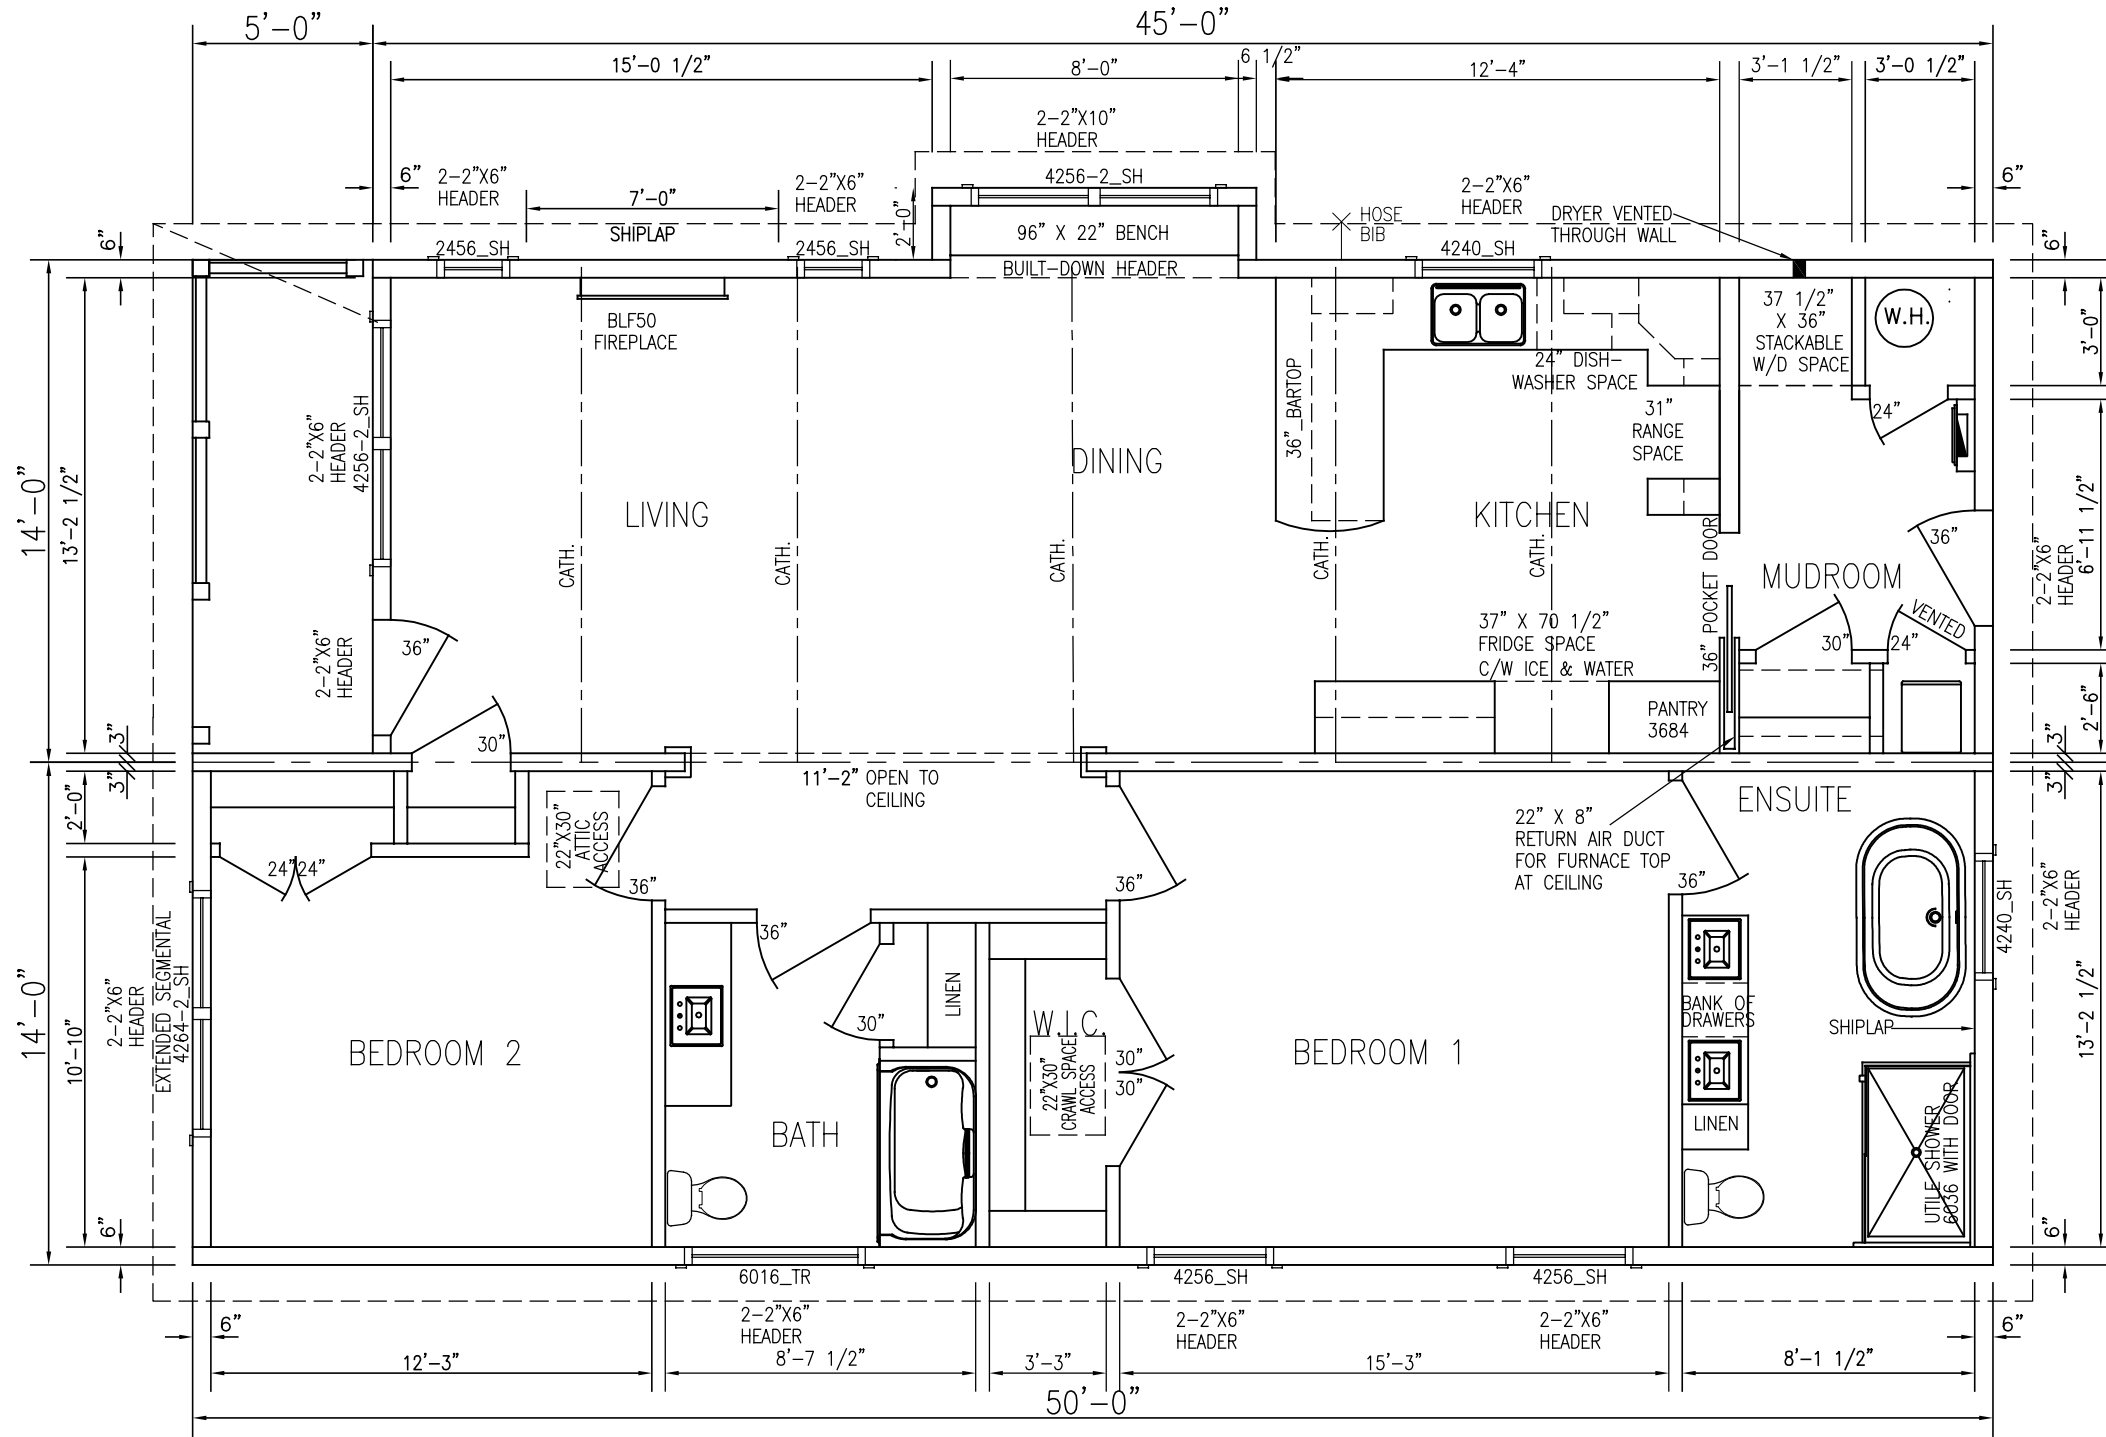 5'-0"
45'-0"
15'-0 1/2"
8'-0"
6 1/2"
12'-4"
3'-1 1/2"
3'-0 1/2"
2-2"X10"
HEADER
6"
2-2"X6"
HEADER
7'-0"
SHIPLAP
2-2"X6"
HEADER
4256-2_SH
2'-0"
96" X 22" BENCH
BUILT-DOWN HEADER
HOSE
BIB
2-2"X6"
HEADER
DRYER VENTED
THROUGH WALL
6"
6"
2456_SH
2456_SH
4240_SH
6"
BLF50
FIREPLACE
37 1/2"
X 36"
STACKABLE
W/D SPACE
W.H.
3'-0"
24" DISH-
WASHER SPACE
36"_BARTOP
31"
RANGE
SPACE
24"
2-2"X6"
HEADER
4256-2_SH
14'-0"
13'-2 1/2"
LIVING
DINING
KITCHEN
MUDROOM
CATH.
CATH.
CATH.
CATH.
CATH.
36" POCKET DOOR
36"
2-2"X6"
HEADER
6'-11 1/2"
VENTED
30"
24"
2-2"X6"
HEADER
36"
30"
37" X 70 1/2"
FRIDGE SPACE
C/W ICE & WATER
PANTRY
3684
2'-6"
3"
3"
3"
3"
11'-2" OPEN TO
CEILING
2'-0"
22"X30"
ATTIC
ACCESS
24"
24"
36"
36"
36"
22" X 8"
RETURN AIR DUCT
FOR FURNACE TOP
AT CEILING
ENSUITE
4240_SH
2-2"X6"
HEADER
14'-0"
10'-10"
2-2"X6"
HEADER
EXTENDED SEGMENTAL
4264-2_SH
BEDROOM 2
36"
30"
LINEN
BATH
W.I.C.
22"X30"
CRAWL SPACE
ACCESS
30"
30"
BEDROOM 1
BANK OF
DRAWERS
LINEN
SHIPLAP
UTILE SHOWER
6036 WITH DOOR
13'-2 1/2"
6"
6"
6016_TR
4256_SH
4256_SH
6"
2-2"X6"
HEADER
2-2"X6"
HEADER
2-2"X6"
HEADER
6"
12'-3"
8'-7 1/2"
3'-3"
15'-3"
8'-1 1/2"
50'-0"